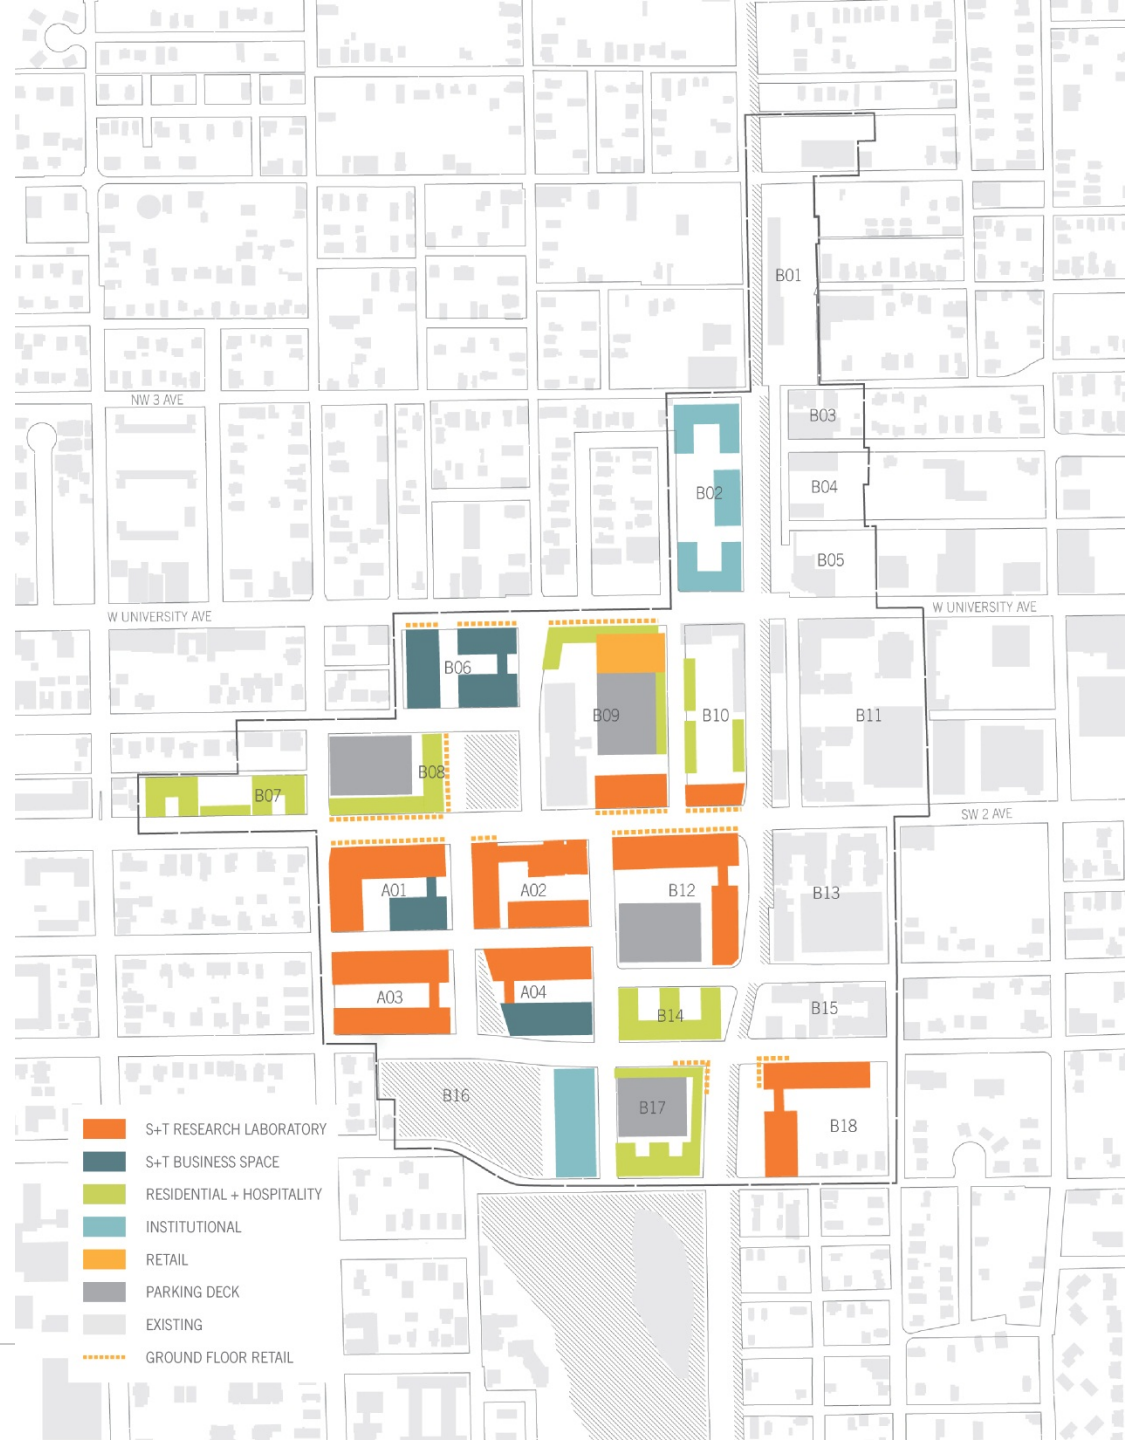 B01
NW 3 AVE
B03
B04
B02
B05
W UNIVERSITY AVE
W UNIVERSITY AVE
B06
B09
B10
B11
B08
B07
SW 2 AVE
A01
A02
B12
B13
A03
A04
B14
B15
B16
B17
B18
S+T RESEARCH LABORATORY
S+T BUSINESS SPACE
RESIDENTIAL + HOSPITALITY
INSTITUTIONAL
RETAIL
PARKING DECK
EXISTING
GROUND FLOOR RETAIL